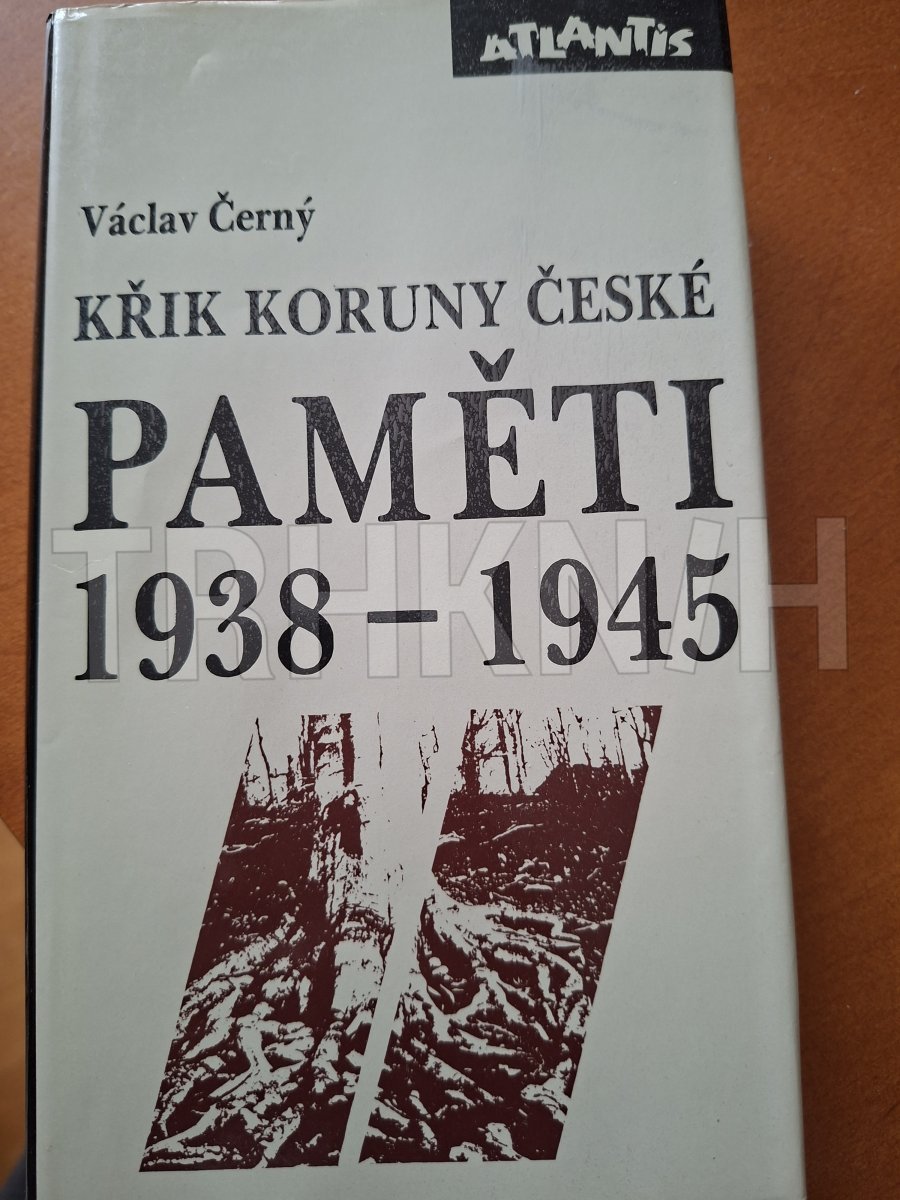 ATLANTIS
Václav Černý
KŘIK KORUNY ČESKÉ
PAMĚTI
1938 – 1945
TRHKNIH